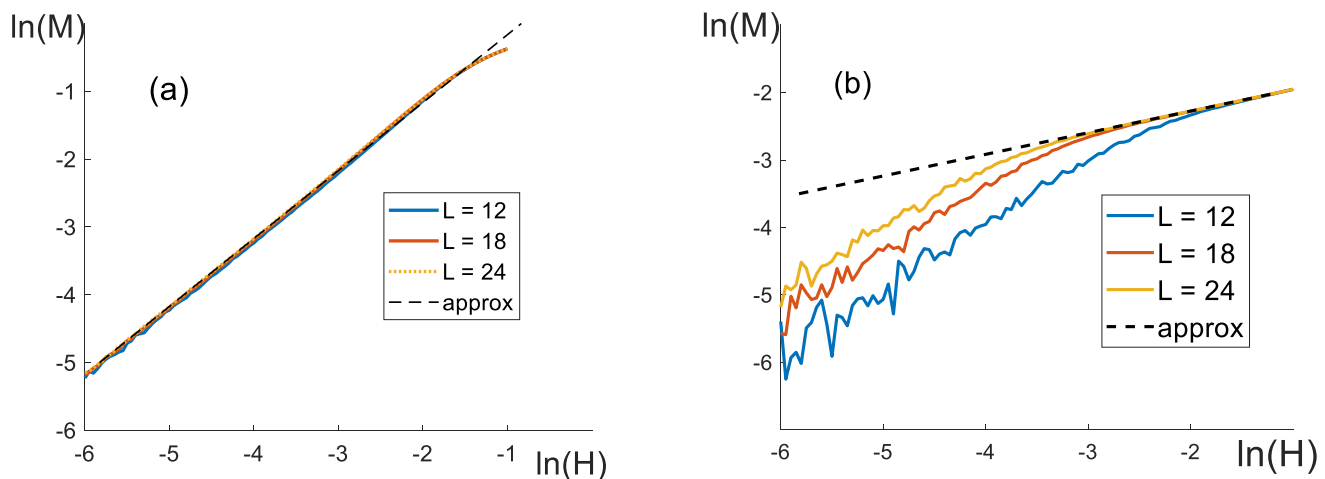 ln(M)
(a)
-1
-2
-3
-4
-5
-6
-6 -5 -4 -3 -2 -1
ln(H)
L = 12
L = 18
L = 24
approx
ln(M)
(b)
-2
-3
-4
-5
-6
-6 -5 -4 -3 -2
ln(H)
L = 12
L = 18
L = 24
approx